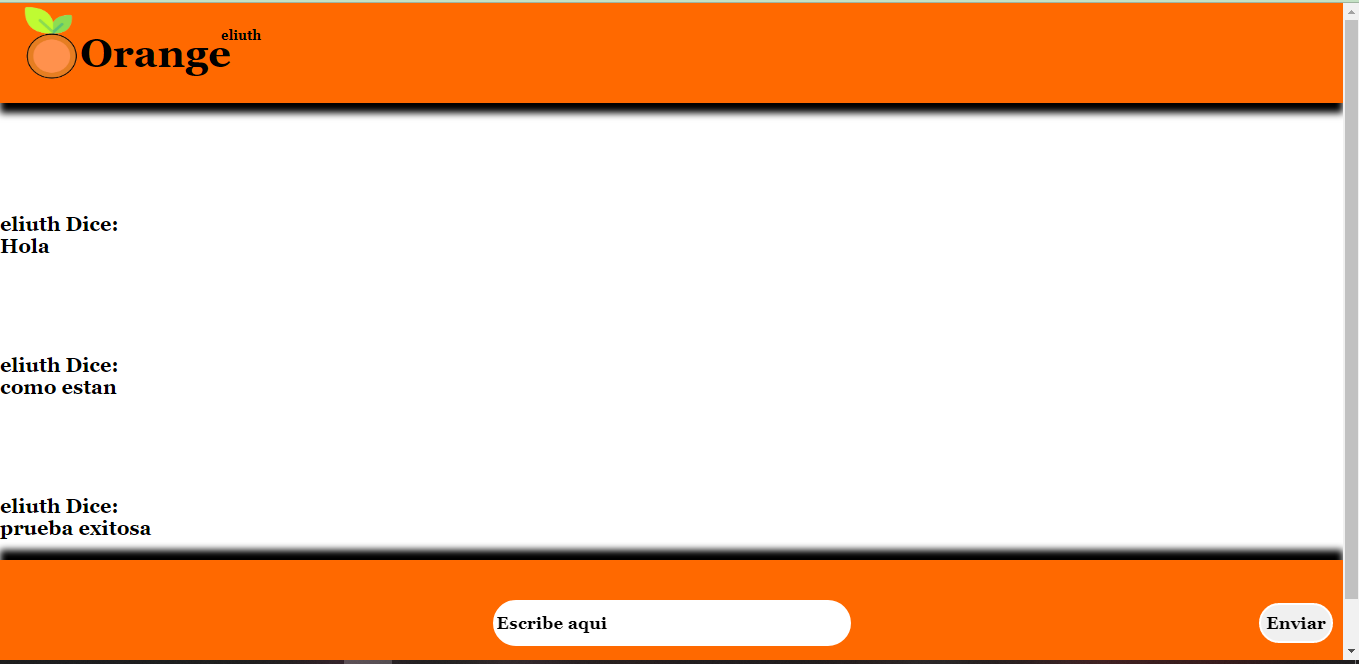 eliuth
Orange
eliuth Dice:
Hola
eliuth Dice:
como estan
eliuth Dice:
prueba exitosa
Escribe aqui
Enviar